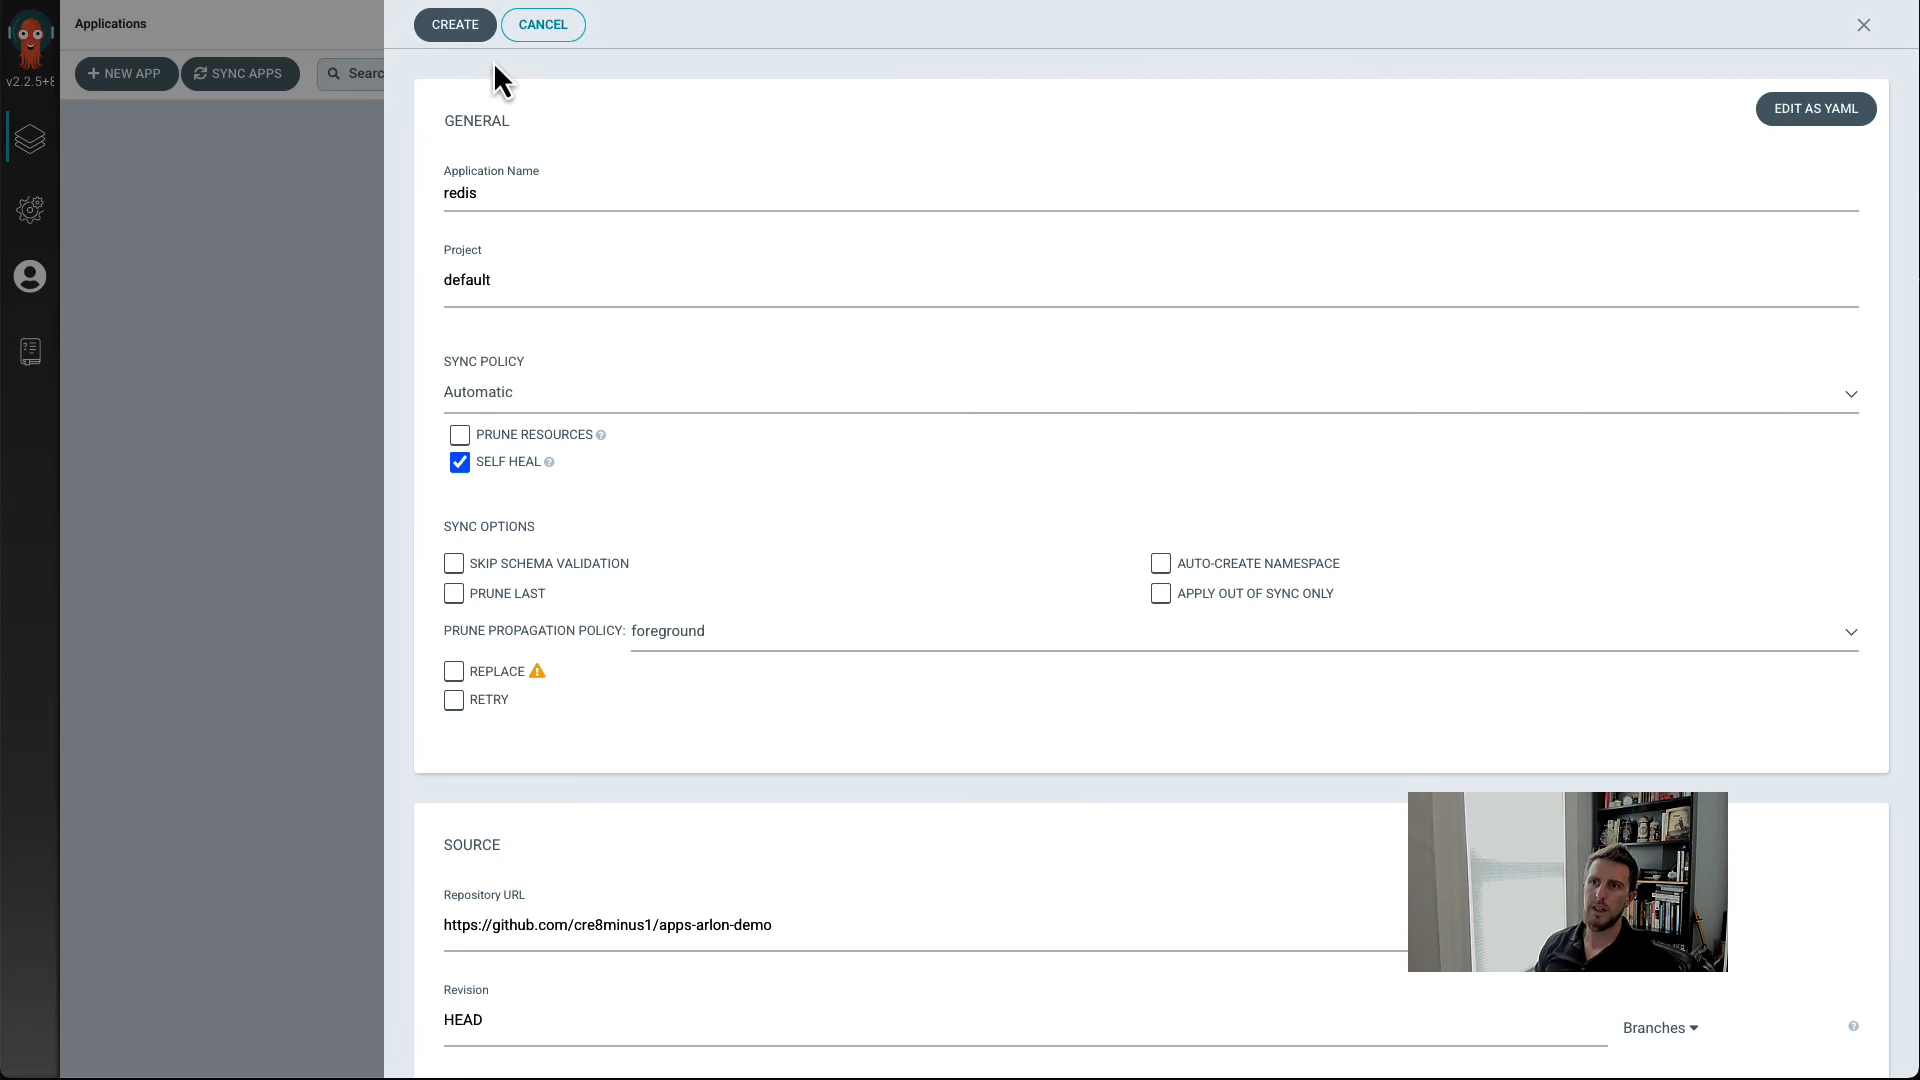 Applications
CREATE
CANCEL
v2.2.5+8
NEW APP
SYNC APPS
Searc
GENERAL
EDIT AS YAML
Application Name
redis
Project
default
SYNC POLICY
Automatic
PRUNE RESOURCES
SELF HEAL
SYNC OPTIONS
SKIP SCHEMA VALIDATION
AUTO-CREATE NAMESPACE
PRUNE LAST
APPLY OUT OF SYNC ONLY
PRUNE PROPAGATION POLICY: foreground
REPLACE
RETRY
SOURCE
Repository URL
https://github.com/cre8minus1/apps-arlon-demo
Revision
HEAD
Branches